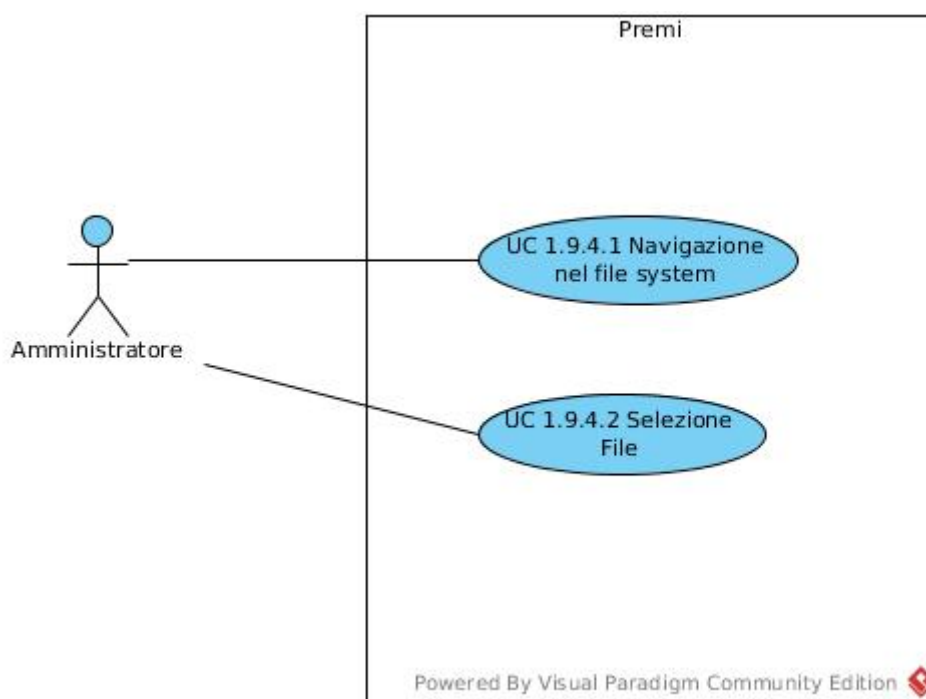 Premi
UC 1.9.4.1 Navigazione
nel file system
Amministratore
UC 1.9.4.2 Selezione
File
Powered By Visual Paradigm Community Edition